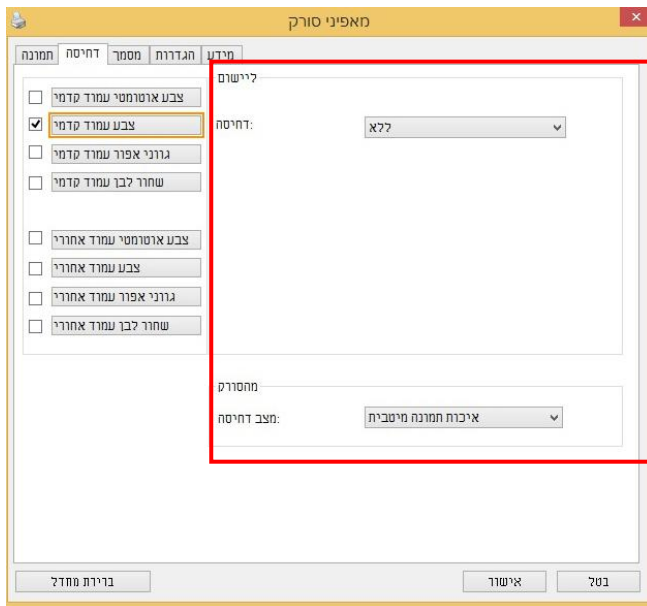 מאפיני סורק
תמונה
דחיסה
מסמך
הגדרות
מידע
צבע אוטומטי עמוד קדמי
צבע עמוד קדמי
גווני אפור עמוד קדמי
שחור לבן עמוד קדמי
צבע אוטומטי עמוד אחורי
צבע עמוד אחורי
גווני אפור עמוד אחורי
שחור לבן עמוד אחורי
ליישום
דחיסה:
ללא
מהסורק
מצב דחיסה:
איכות תמונה מיטבית
ברירת מחדל
אישור
בטל